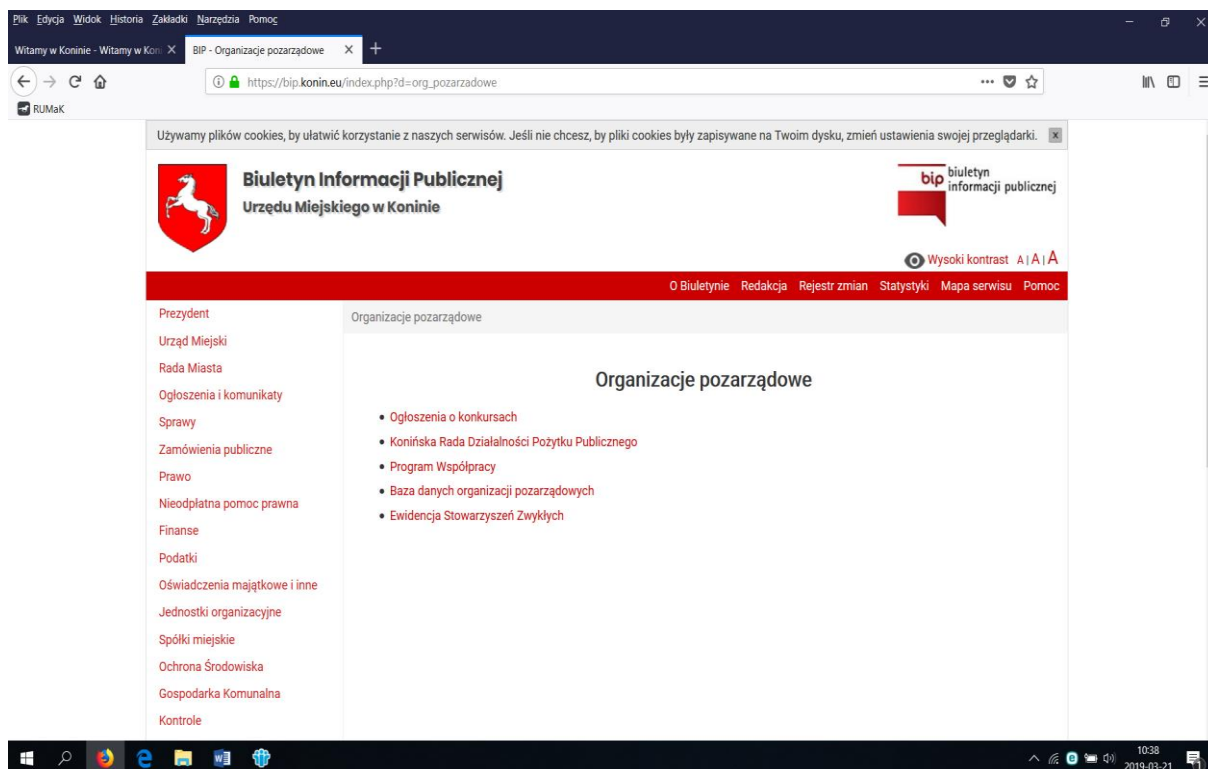 Plik Edycja Widok Historia Zakładki Narzędzia Pomoc
Witamy w Koninie - Witamy w Kon
BIP - Organizacje pozarządowe
https://bip.konin.eu/index.php?d=org_pozarzadowe
RUMaK
Używamy plików cookies, by ułatwić korzystanie z naszych serwisów. Jeśli nie chcesz, by pliki cookies były zapisywane na Twoim dysku, zmień ustawienia swojej przeglądarki. x
Biuletyn Informacji Publicznej
Urzędu Miejskiego w Koninie
bip biuletyn
informacji publicznej
Wysoki kontrast A | A | A
O Biuletynie Redakcja Rejestr zmian Statystyki Mapa serwisu Pomoc
Prezydent
Urząd Miejski
Rada Miasta
Ogłoszenia i komunikaty
Sprawy
Zamówienia publiczne
Prawo
Nieodpłatna pomoc prawna
Finanse
Podatki
Oświadczenia majątkowe i inne
Jednostki organizacyjne
Spółki miejskie
Ochrona Środowiska
Gospodarka Komunalna
Kontrole
Organizacje pozarządowe
Organizacje pozarządowe
• Ogłoszenia o konkursach
• Konińska Rada Działalności Pożytku Publicznego
• Program Współpracy
• Baza danych organizacji pozarządowych
• Ewidencja Stowarzyszeń Zwykłych
10:38
2019-03-21